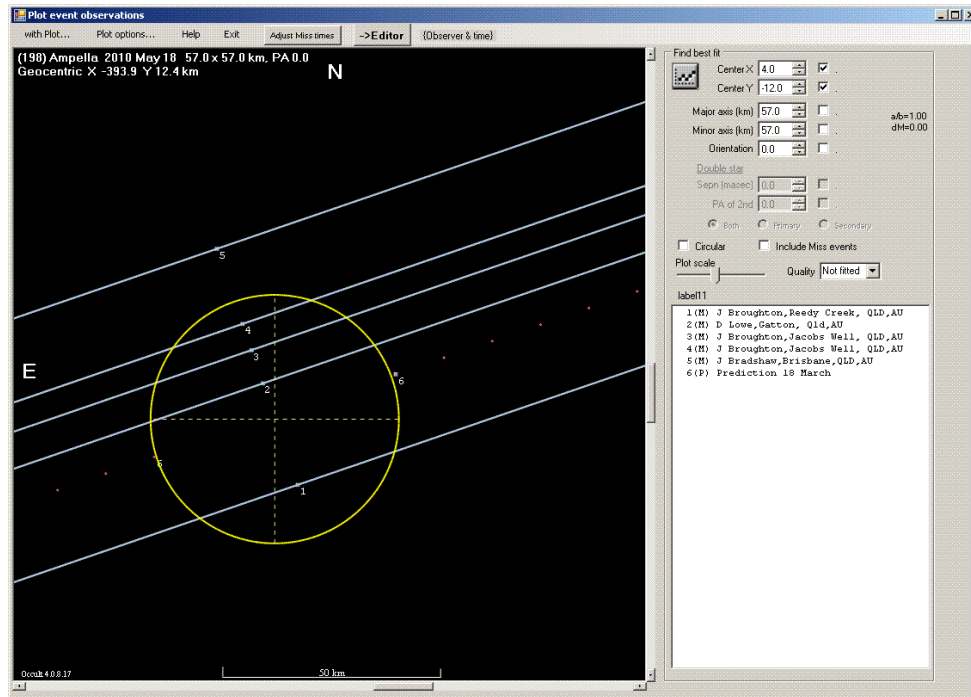 Plot event observations
with Plot... Plot options... Help Exit Adjust Miss times ->Editor {Observer & time}
(198) Ampella 2010 May 18 57.0 x 57.0 km, PA 0.0
Geocentric X -393.9 Y 12.4 km
N
5
4
3
E
6
2
6
1
50 km
Occult 4.0.8.17
Find best fit
Center X 4.0 .
Center Y -12.0 .
Major axis (km) 57.0 .
a/b=1.00
Minor axis (km) 57.0 .
dM=0.00
Orientation 0.0 .
Double star
Sepn (masec) 0.0 .
PA of 2nd 0.0 .
Both Primary Secondary
Circular Include Miss events
Plot scale
Quality Not fitted
label11
1(M) J Broughton,Reedy Creek, QLD,AU
2(M) D Lowe,Gatton, Qld,AU
3(M) J Broughton,Jacobs Well, QLD,AU
4(M) J Broughton,Jacobs Well, QLD,AU
5(M) J Bradshaw,Brisbane,QLD,AU
6(P) Prediction 18 March